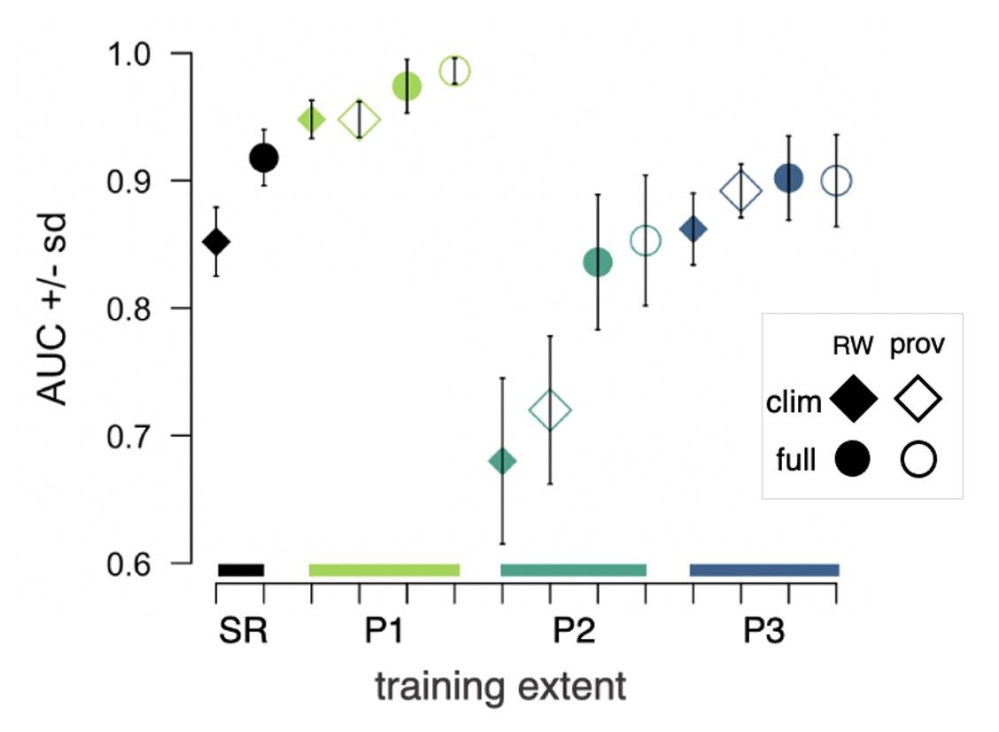 1.0
0.9
0.8
0.7
0.6
AUC +/- sd
RW prov
clim
full
SR P1 P2 P3
training extent